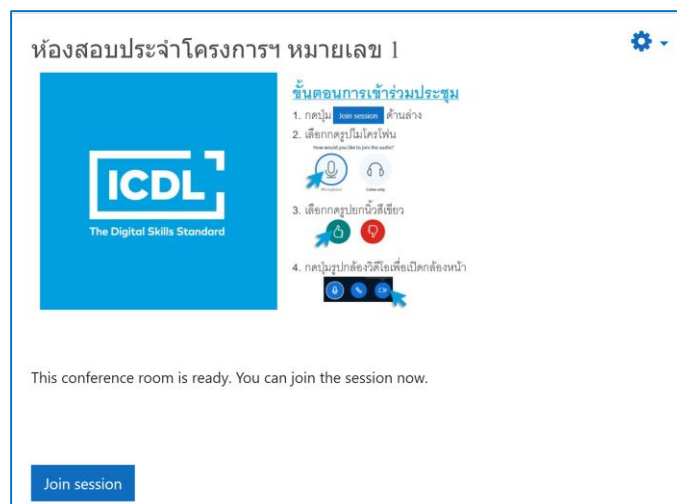 ห้องสอบประจำโครงการฯ หมายเลข 1
ICDL
The Digital Skills Standard
ขั้นตอนการเข้าร่วมประชุม
1. กดปุ่ม Join session ด้านล่าง
2. เลือกกดรูปไมโครโฟน
How would you like to join the audio?
Microphone Listen only
3. เลือกกดรูปยกนิ้วสีเขียว
4. กดปุ่มรูปกล้องวิดีโอเพื่อเปิดกล้องหน้า
This conference room is ready. You can join the session now.
Join session